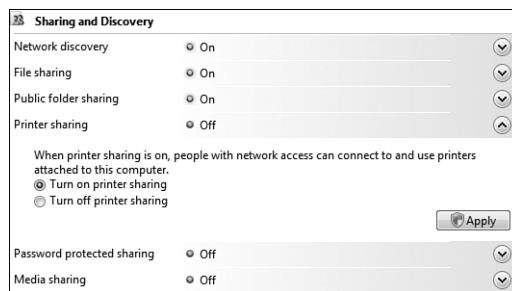 Sharing and Discovery
Network discovery On
File sharing On
Public folder sharing On
Printer sharing Off
When printer sharing is on, people with network access can connect to and use printers
attached to this computer.
Turn on printer sharing
Turn off printer sharing
Apply
Password protected sharing Off
Media sharing Off